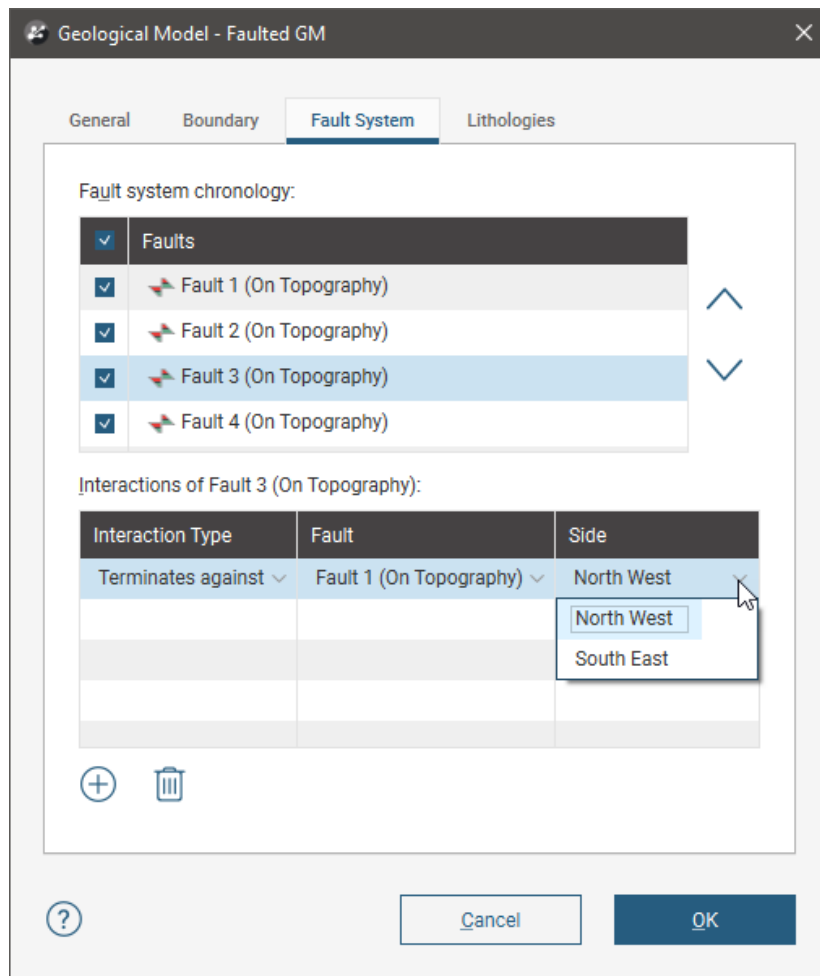 Geological Model - Faulted GM
General Boundary Fault System Lithologies
Fault system chronology:
Faults
Fault 1 (On Topography)
Fault 2 (On Topography)
Fault 3 (On Topography)
Fault 4 (On Topography)
Interactions of Fault 3 (On Topography):
Interaction Type Fault Side
Terminates against Fault 1 (On Topography) North West
North West
South East
Cancel OK